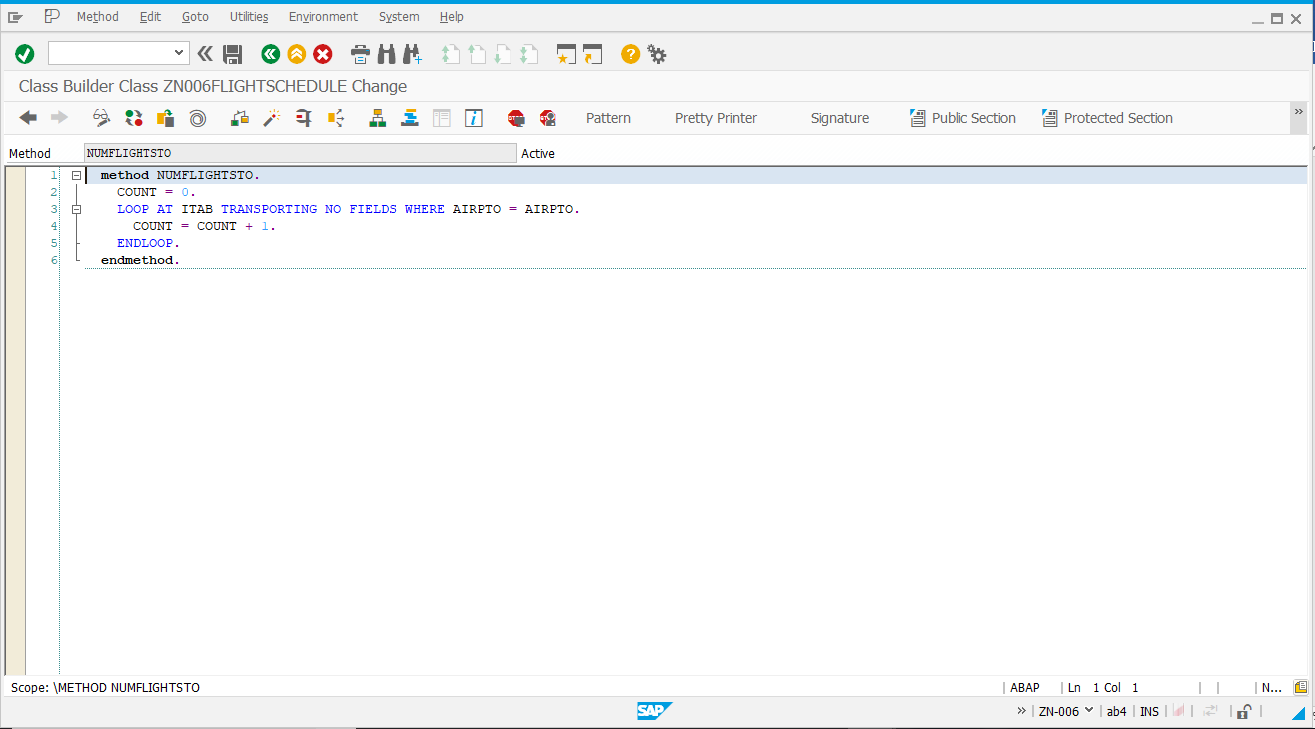 Method Edit Goto Utilities Environment System Help
Class Builder Class ZN006FLIGHTSCHEDULE Change
Pattern Pretty Printer Signature Public Section Protected Section »
Method NUMFLIGHTSTO Active
1 method NUMFLIGHTSTO.
2 COUNT = 0.
3 LOOP AT ITAB TRANSPORTING NO FIELDS WHERE AIRPTO = AIRPTO.
4 COUNT = COUNT + 1.
5 ENDLOOP.
6 endmethod.
Scope: \METHOD NUMFLIGHTSTO ABAP Ln 1 Col 1 N...
SAP » ZN-006 ab4 INS